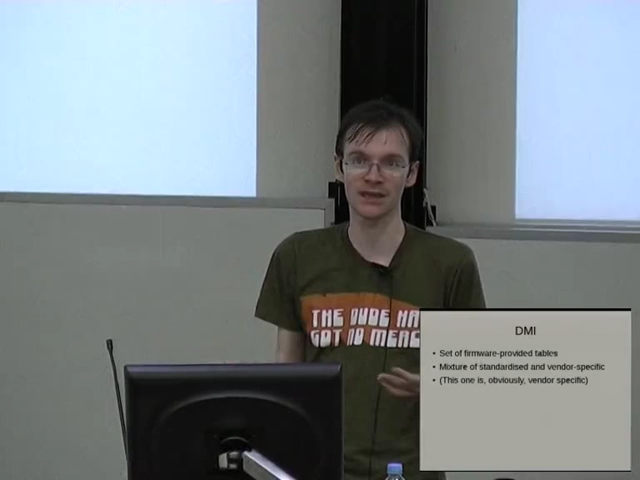 THE DUDE HA
GOT NO MERC
DMI
• Set of firmware-provided tables
• Mixture of standardised and vendor-specific
• (This one is, obviously, vendor specific)